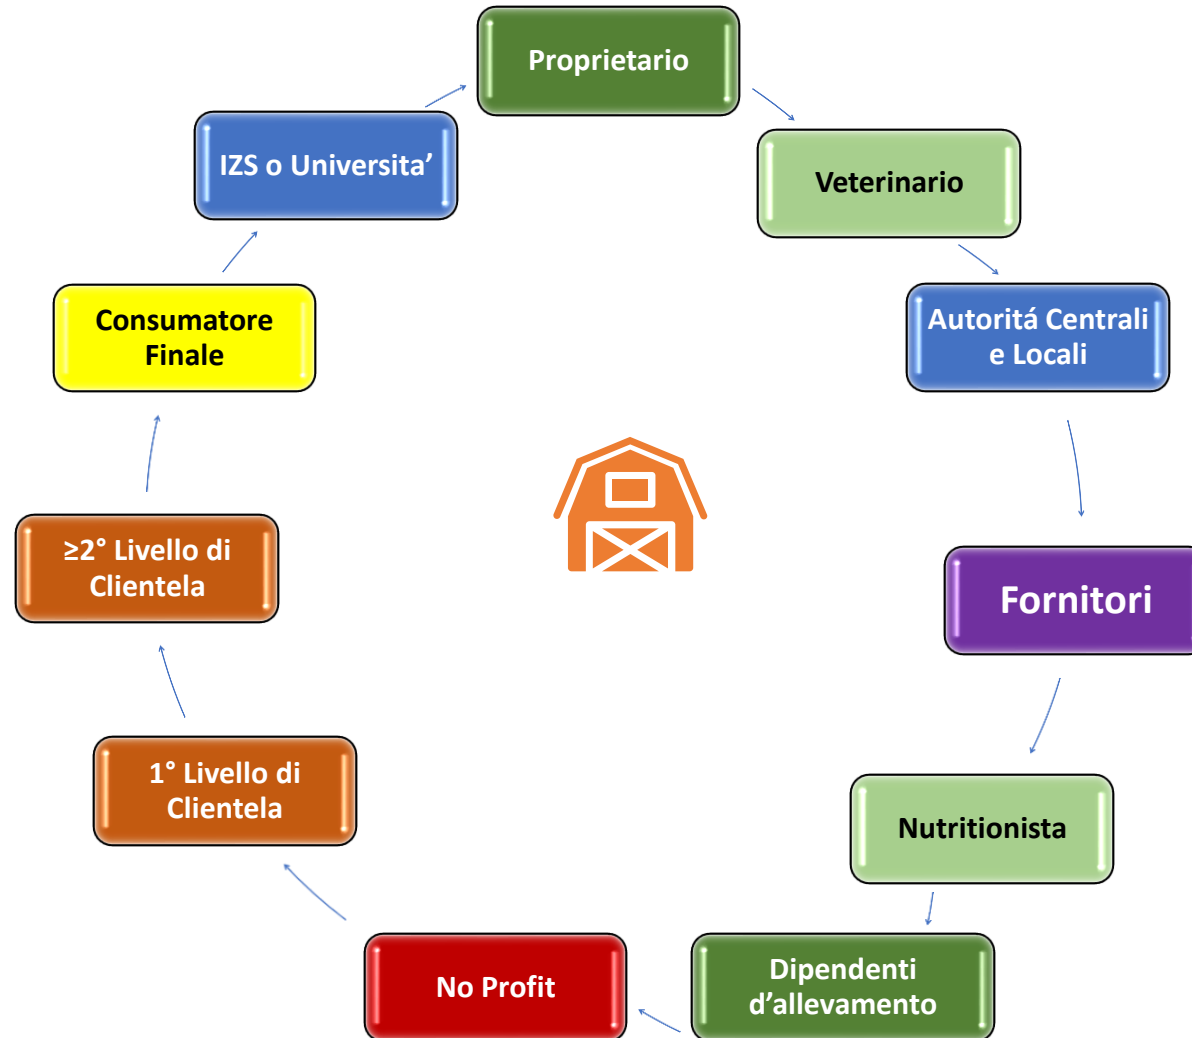 Proprietario
Veterinario
Autoritá Centrali
e Locali
Fornitori
Nutritionista
Dipendenti
d’allevamento
No Profit
1° Livello di
Clientela
≥2° Livello di
Clientela
Consumatore
Finale
IZS o Universita’